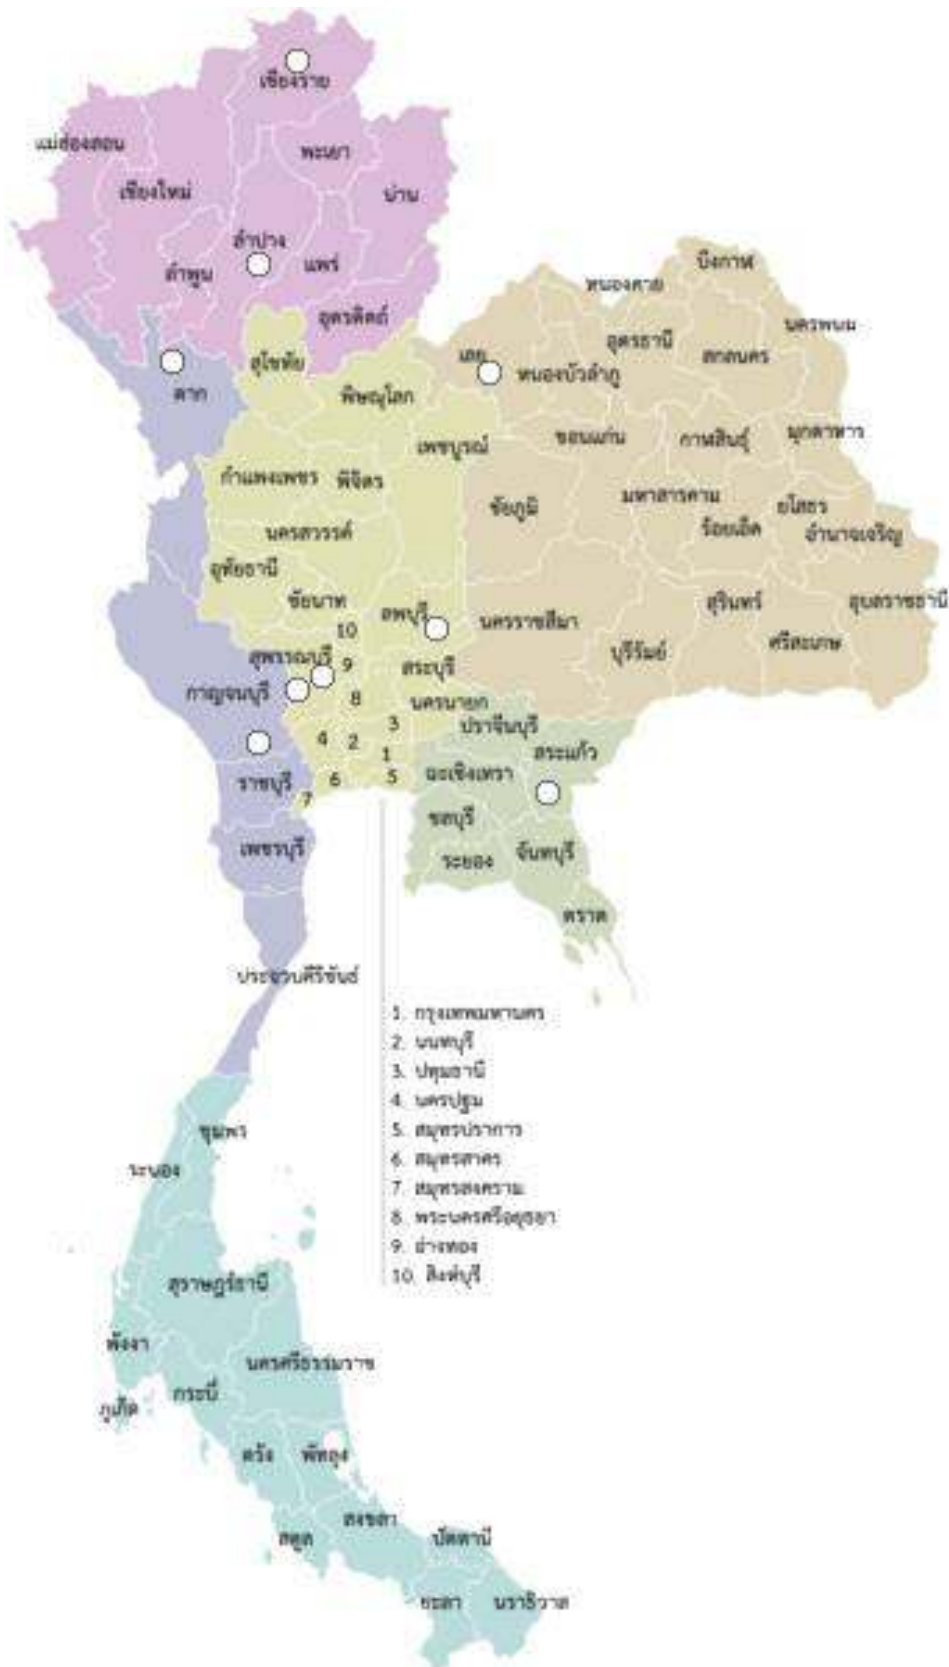 เชียงราย
แม่ฮ่องสอน
พะเยา
เชียงใหม่
น่าน
ลำปาง
ลำพูน
แพร่
อุตรดิตถ์
บึงกาฬ
หนองคาย
นครพนม
อุดรธานี
สกลนคร
เลย
หนองบัวลำภู
สุโขทัย
ตาก
พิษณุโลก
เพชรบูรณ์
ขอนแก่น
กาฬสินธุ์
มุกดาหาร
กำแพงเพชร
พิจิตร
ชัยภูมิ
มหาสารคาม
ยโสธร
ร้อยเอ็ด
อำนาจเจริญ
นครสวรรค์
อุทัยธานี
ชัยนาท
ลพบุรี
นครราชสีมา
สุรินทร์
อุบลราชธานี
บุรีรัมย์
ศรีสะเกษ
10
สุพรรณบุรี
9
สระบุรี
กาญจนบุรี
8
นครนายก
ปราจีนบุรี
3
4
2
1
สระแก้ว
ราชบุรี
6
5
ฉะเชิงเทรา
7
ชลบุรี
เพชรบุรี
ระยอง
จันทบุรี
ตราด
ประจวบคีรีขันธ์
1. กรุงเทพมหานคร
2. นนทบุรี
3. ปทุมธานี
4. นครปฐม
5. สมุทรปราการ
6. สมุทรสาคร
7. สมุทรสงคราม
8. พระนครศรีอยุธยา
9. อ่างทอง
10. สิงห์บุรี
ชุมพร
ระนอง
สุราษฎร์ธานี
พังงา
นครศรีธรรมราช
กระบี่
ภูเก็ต
ตรัง
พัทลุง
สงขลา
สตูล
ปัตตานี
ยะลา
นราธิวาส